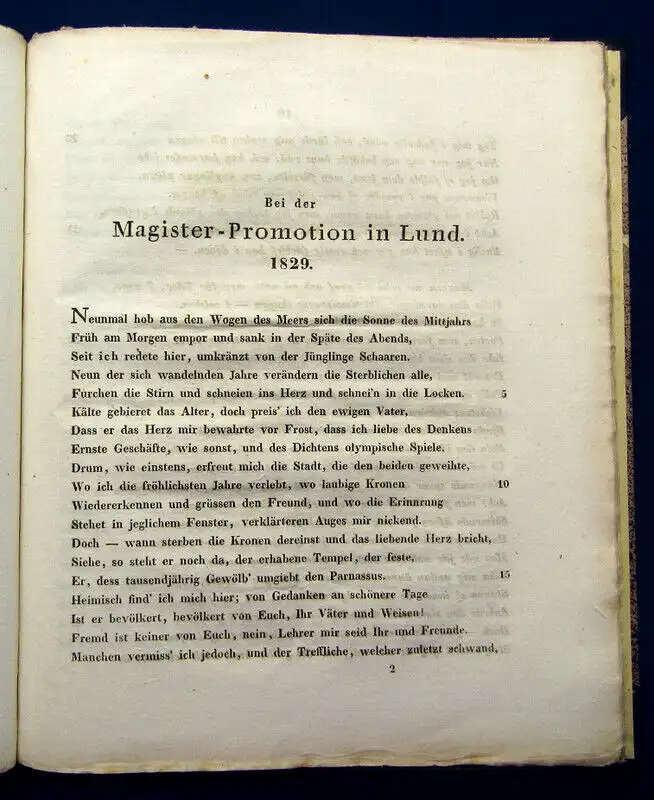 Bei der
Magister-Promotion in Lund.
1829.
Neunmal hob aus den Wogen des Meers sich die Sonne des Mittjahrs
Früh am Morgen empor und sank in der Späte des Abends,
Seit ich redete hier, umkränzt von der Jünglinge Schaaren.
Neun der sich wandelnden Jahre verändern die Sterblichen alle,
Furchen die Stirn und schneien ins Herz und schnei'n in die Locken. 5
Kälte gebieret das Alter, doch preis' ich den ewigen Vater,
Dass er das Herz mir bewahrte vor Frost, dass ich liebe des Denkens
Ernste Geschäfte, wie sonst, und des Dichtens olympische Spiele.
Drum, wie einstens, erfreut mich die Stadt, die den beiden geweihte,
Wo ich die fröhlichsten Jahre verlebt, wo laubige Kronen 10
Wiedererkennen und grüssen den Freund, und wo die Erinnrung
Stehet in jeglichem Fenster, verklärteren Auges mir nickend.
Doch — wann sterben die Kronen dereinst und das liebende Herz bricht,
Siehe, so steht er noch da, der erhabene Tempel, der feste,
Er, dess tausendjährig Gewölb' umgiebt den Parnassus. 15
Heimisch find' ich mich hier; von Gedanken an schönere Tage
Ist er bevölkert, bevölkert von Euch, Ihr Väter und Weisen!
Fremd ist keiner von Euch, nein, Lehrer mir seid Ihr und Freunde.
Manchen vermiss' ich jedoch, und der Treffliche, welcher zuletzt schwand,
2